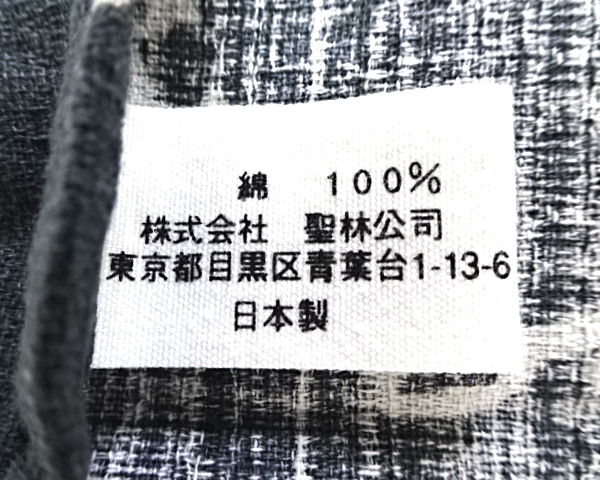 綿　100%
株式会社　聖林公司
東京都目黒区青葉台1-13-6
日本製